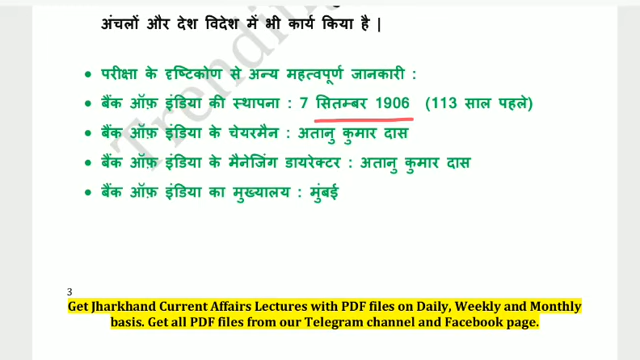 अंचलों और देश विदेश में भी कार्य किया है |
• परीक्षा के दृष्टिकोण से अन्य महत्वपूर्ण जानकारी :
• बैंक ऑफ़ इंडिया की स्थापना : 7 सितम्बर 1906 (113 साल पहले)
• बैंक ऑफ़ इंडिया के चेयरमैन : अतानु कुमार दास
• बैंक ऑफ़ इंडिया के मैनेजिंग डायरेक्टर : अतानु कुमार दास
• बैंक ऑफ़ इंडिया का मुख्यालय : मुंबई
Trending
3
Get Jharkhand Current Affairs Lectures with PDF files on Daily, Weekly and Monthly
basis. Get all PDF files from our Telegram channel and Facebook page.